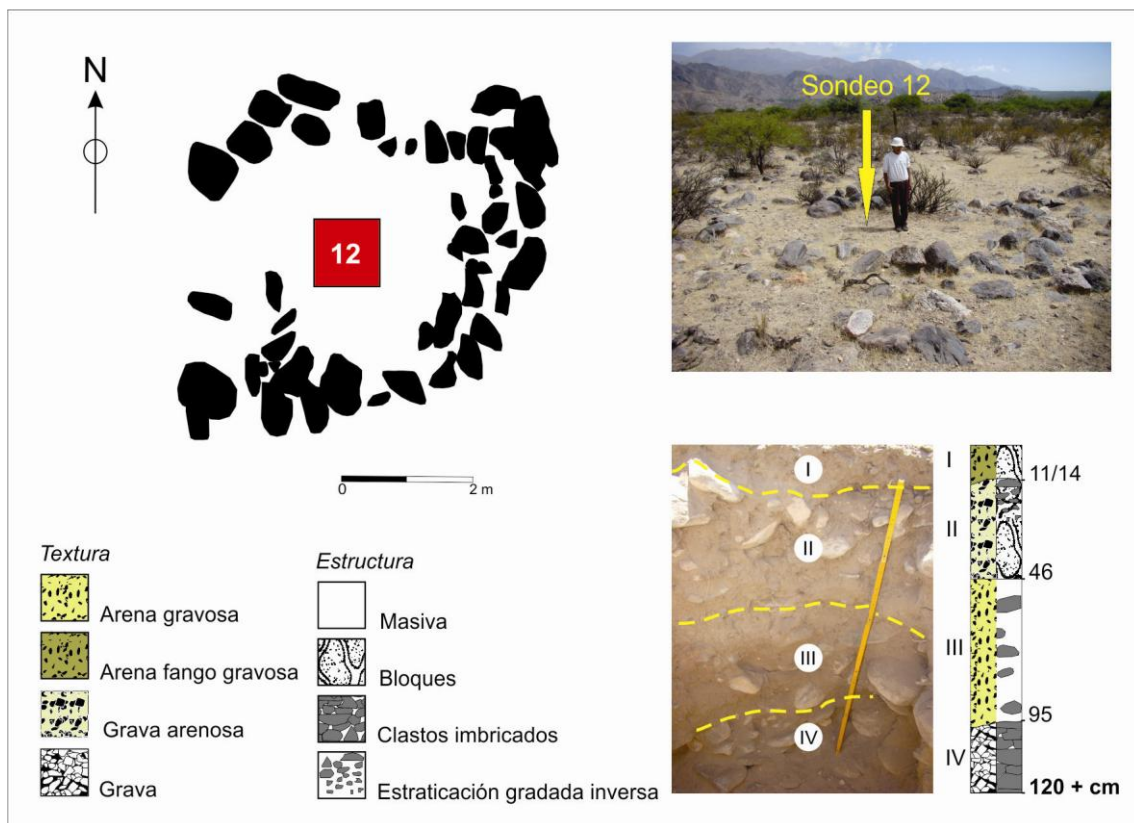 N
12
0
2 m
Sondeo 12
Textura
Arena gravosa
Arena fango gravosa
Grava arenosa
Grava
Estructura
Masiva
Bloques
Clastos imbricados
Estraticación gradada inversa
I
II
III
IV
I
11/14
II
46
III
95
IV
120 + cm